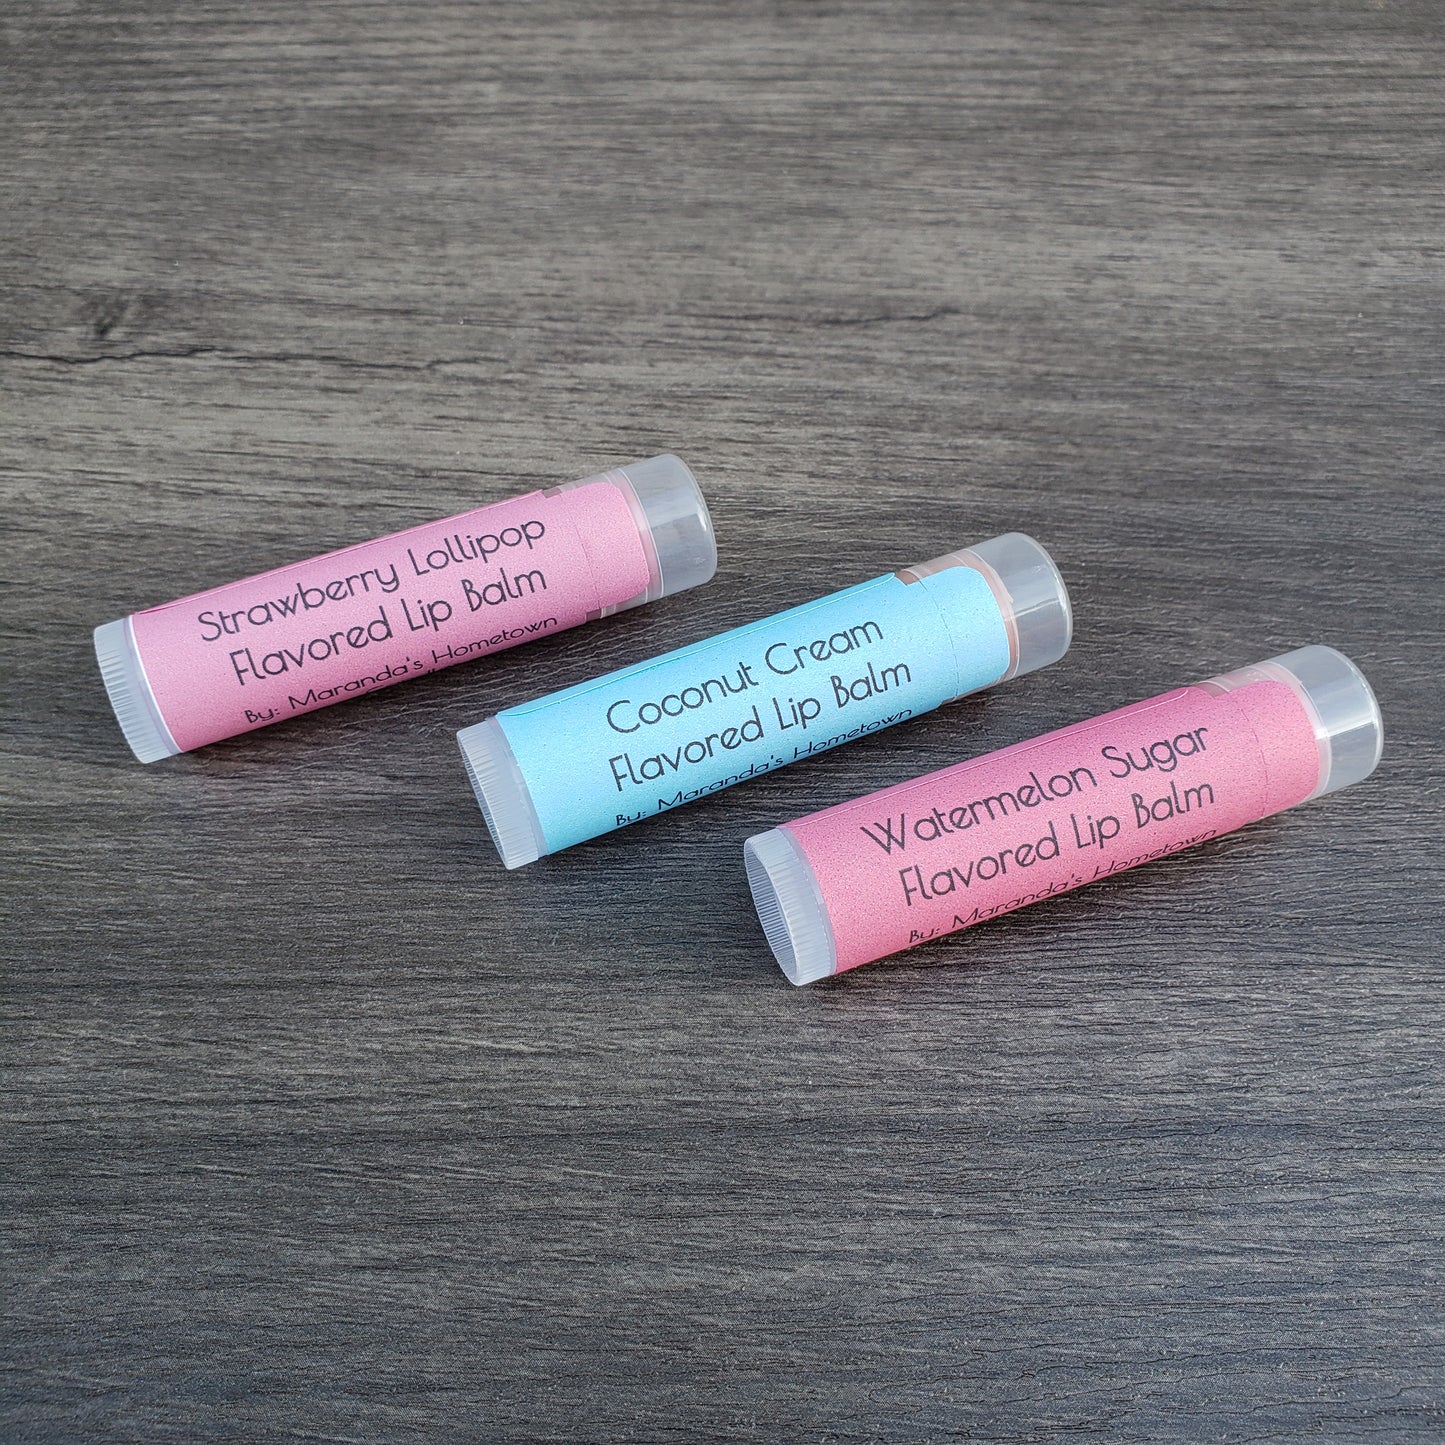 Strawberry Lollipop
Flavored Lip Balm
By: Maranda's Hometown
Coconut Cream
Flavored Lip Balm
By: Maranda's Hometown
Watermelon Sugar
Flavored Lip Balm
By: Maranda's Hometown